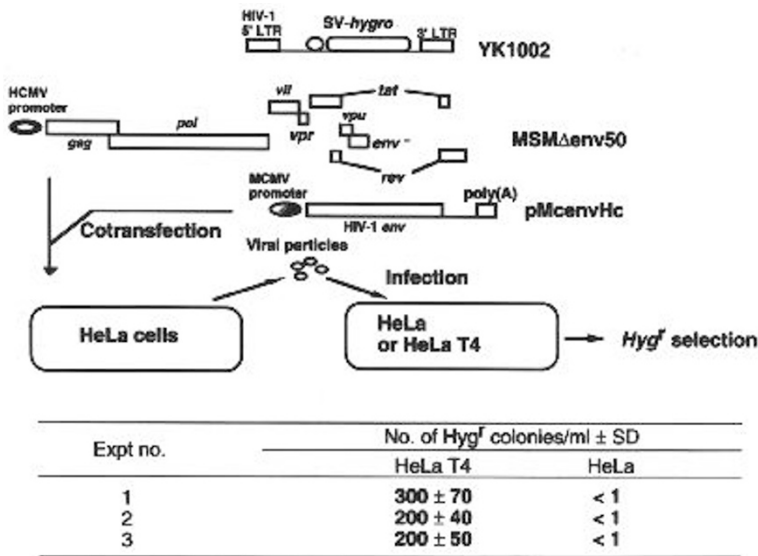 HIV-1
5' LTR
SV-hygro
3' LTR
YK1002
HCMV
promoter
gag
pol
vif
vpr
tat
vpu
env -
rev
MSMΔenv50
MCMV
promoter
HIV-1 env
poly(A)
pMcenvHc
Cotransfection
Viral particles
Infection
HeLa cells
HeLa
or HeLa T4
Hygr selection
Expt no.
No. of Hygr colonies/ml ± SD
HeLa T4 HeLa
1 300 ± 70 < 1
2 200 ± 40 < 1
3 200 ± 50 < 1